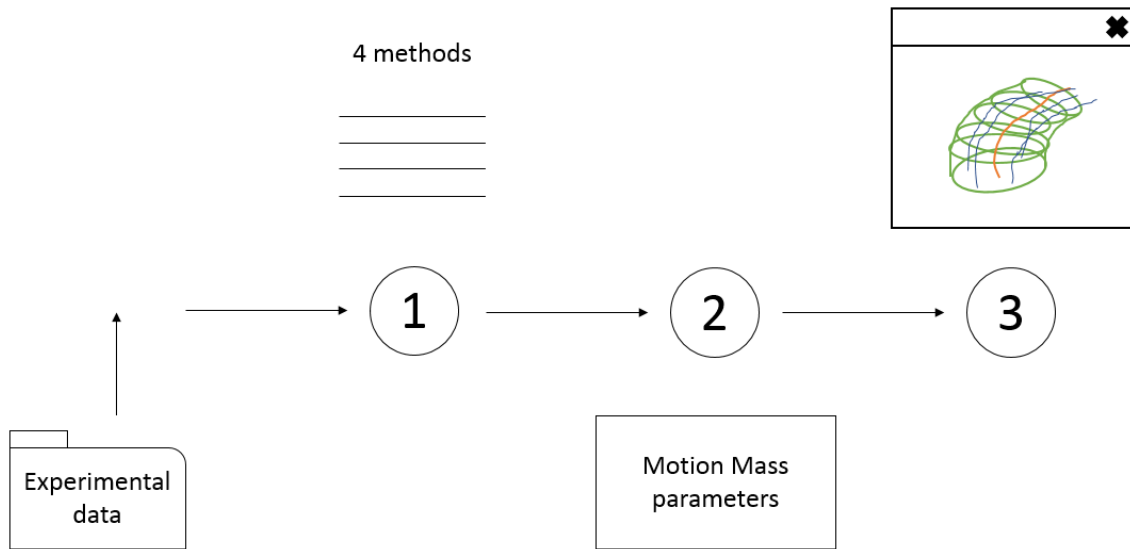 4 methods
1
2
3
Experimental
data
Motion Mass
parameters